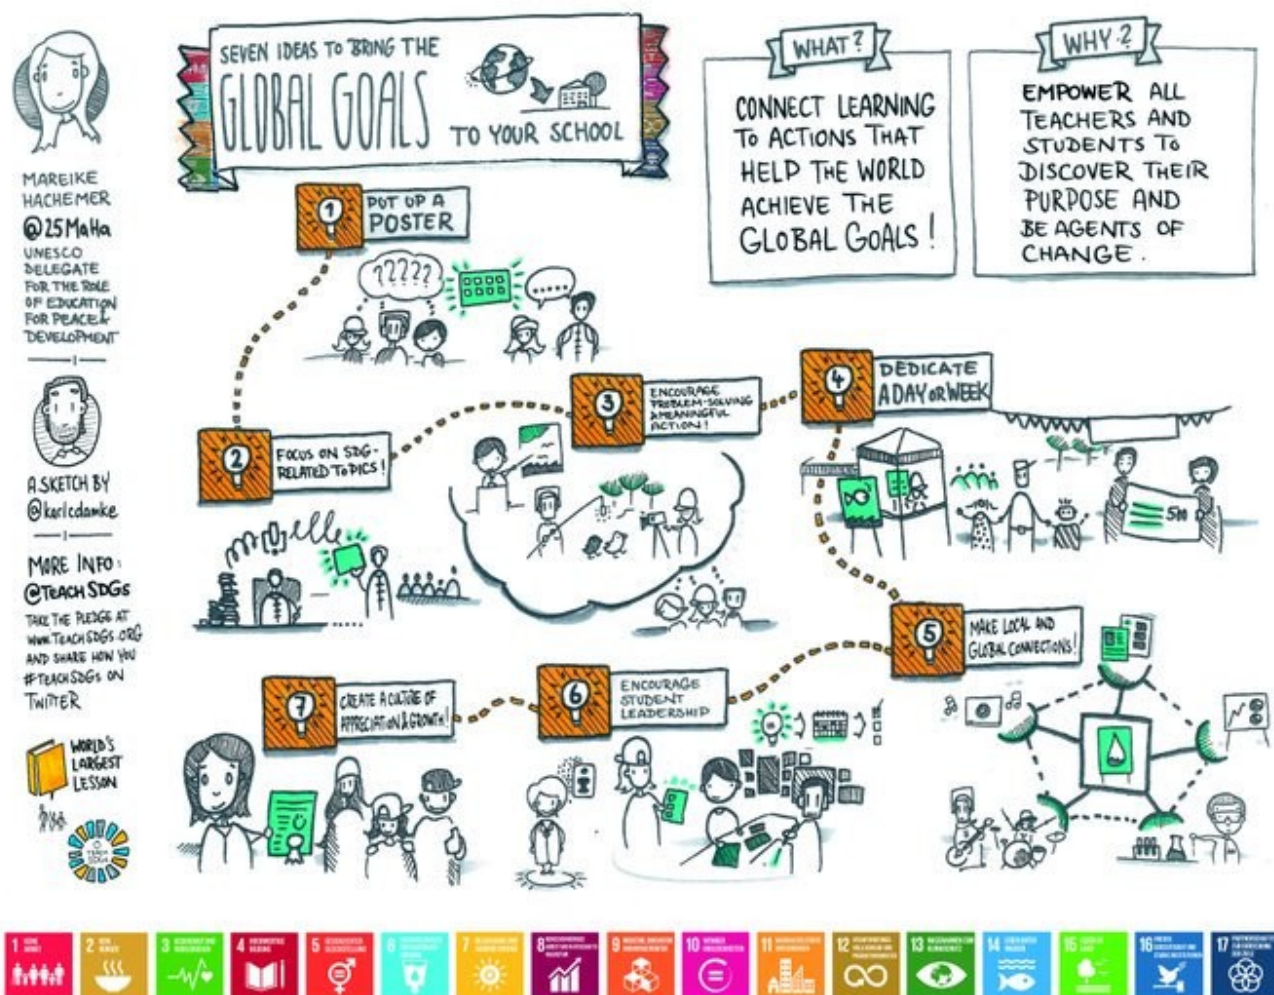 SEVEN IDEAS TO BRING THE
GLOBAL GOALS
TO YOUR SCHOOL
WHAT?
CONNECT LEARNING
TO ACTIONS THAT
HELP THE WORLD
ACHIEVE THE
GLOBAL GOALS!
WHY?
EMPOWER ALL
TEACHERS AND
STUDENTS TO
DISCOVER THEIR
PURPOSE AND
BE AGENTS OF
CHANGE.
MAREIKE
HACHEMER
@25MaHa
UNESCO
DELEGATE
FOR THE ROLE
OF EDUCATION
FOR PEACE &
DEVELOPMENT
A SKETCH BY
@karlcdamke
MORE INFO:
@TEACHSDGs
TAKE THE PLEDGE AT
WWW.TEACHSDGS.ORG
AND SHARE HOW YOU
#TEACHSDGs ON
TWITTER
WORLD'S
LARGEST
LESSON
TEACH
SDGs
1
PUT UP A
POSTER
?????
.....
2
FOCUS ON SDG-
RELATED TOPICS!
3
ENCOURAGE
PROBLEM-SOLVING
& MEANINGFUL
ACTION!
4
DEDICATE
A DAY OR WEEK
5
MAKE LOCAL AND
GLOBAL CONNECTIONS!
6
ENCOURAGE
STUDENT
LEADERSHIP
7
CREATE A CULTURE OF
APPRECIATION & GROWTH!
1
2
3
4 HOCHWERTIGE
BILDUNG
5
6
7
8
9
10 WENIGER
UNGLEICHHEITEN
11
12
13
14
15
16
17